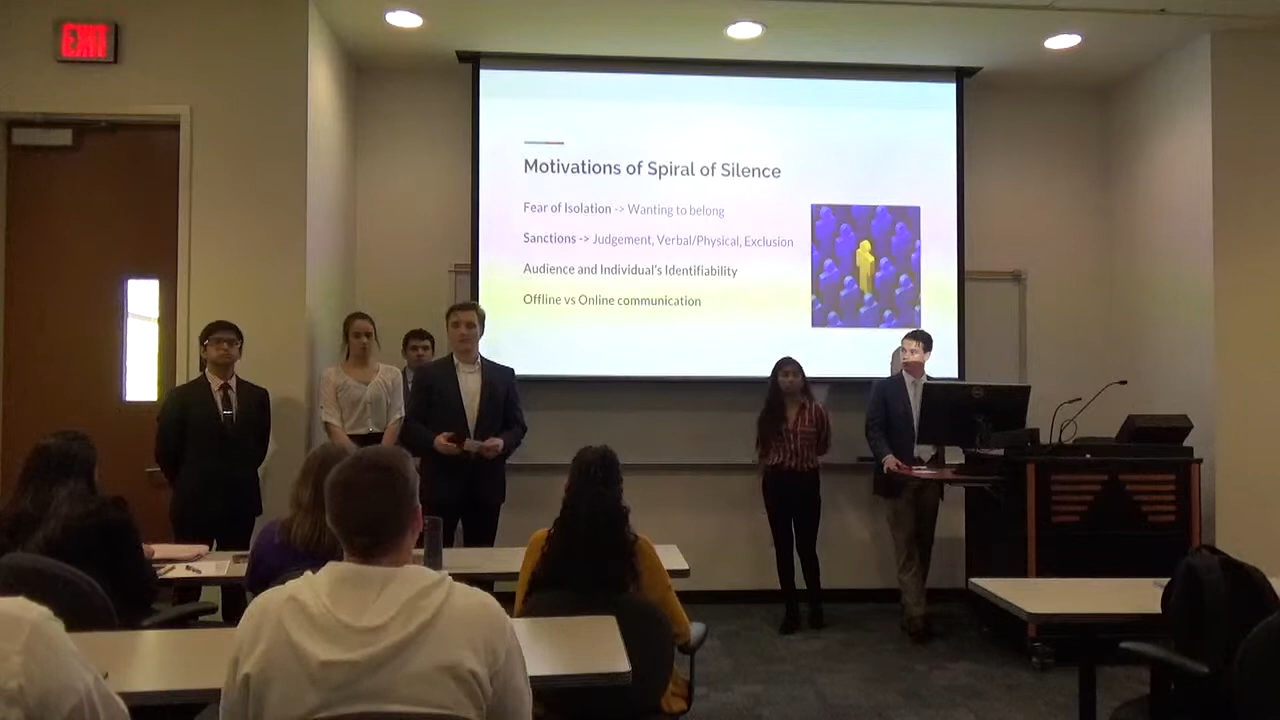 EXIT
Motivations of Spiral of Silence
Fear of Isolation -> Wanting to belong
Sanctions -> Judgement, Verbal/Physical, Exclusion
Audience and Individual's Identifiability
Offline vs Online communication